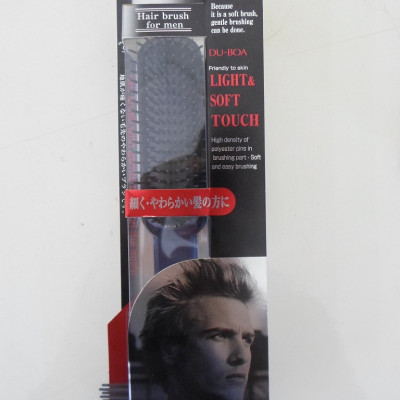 Hair brush
for men
Because
it is a soft brush,
gentle brushing
can be done.
DU-BOA
Friendly to skin
LIGHT&
SOFT
TOUCH
High density of
polyester pins in
brushing part - Soft
and easy brushing
細く・やわらかい髪の方に